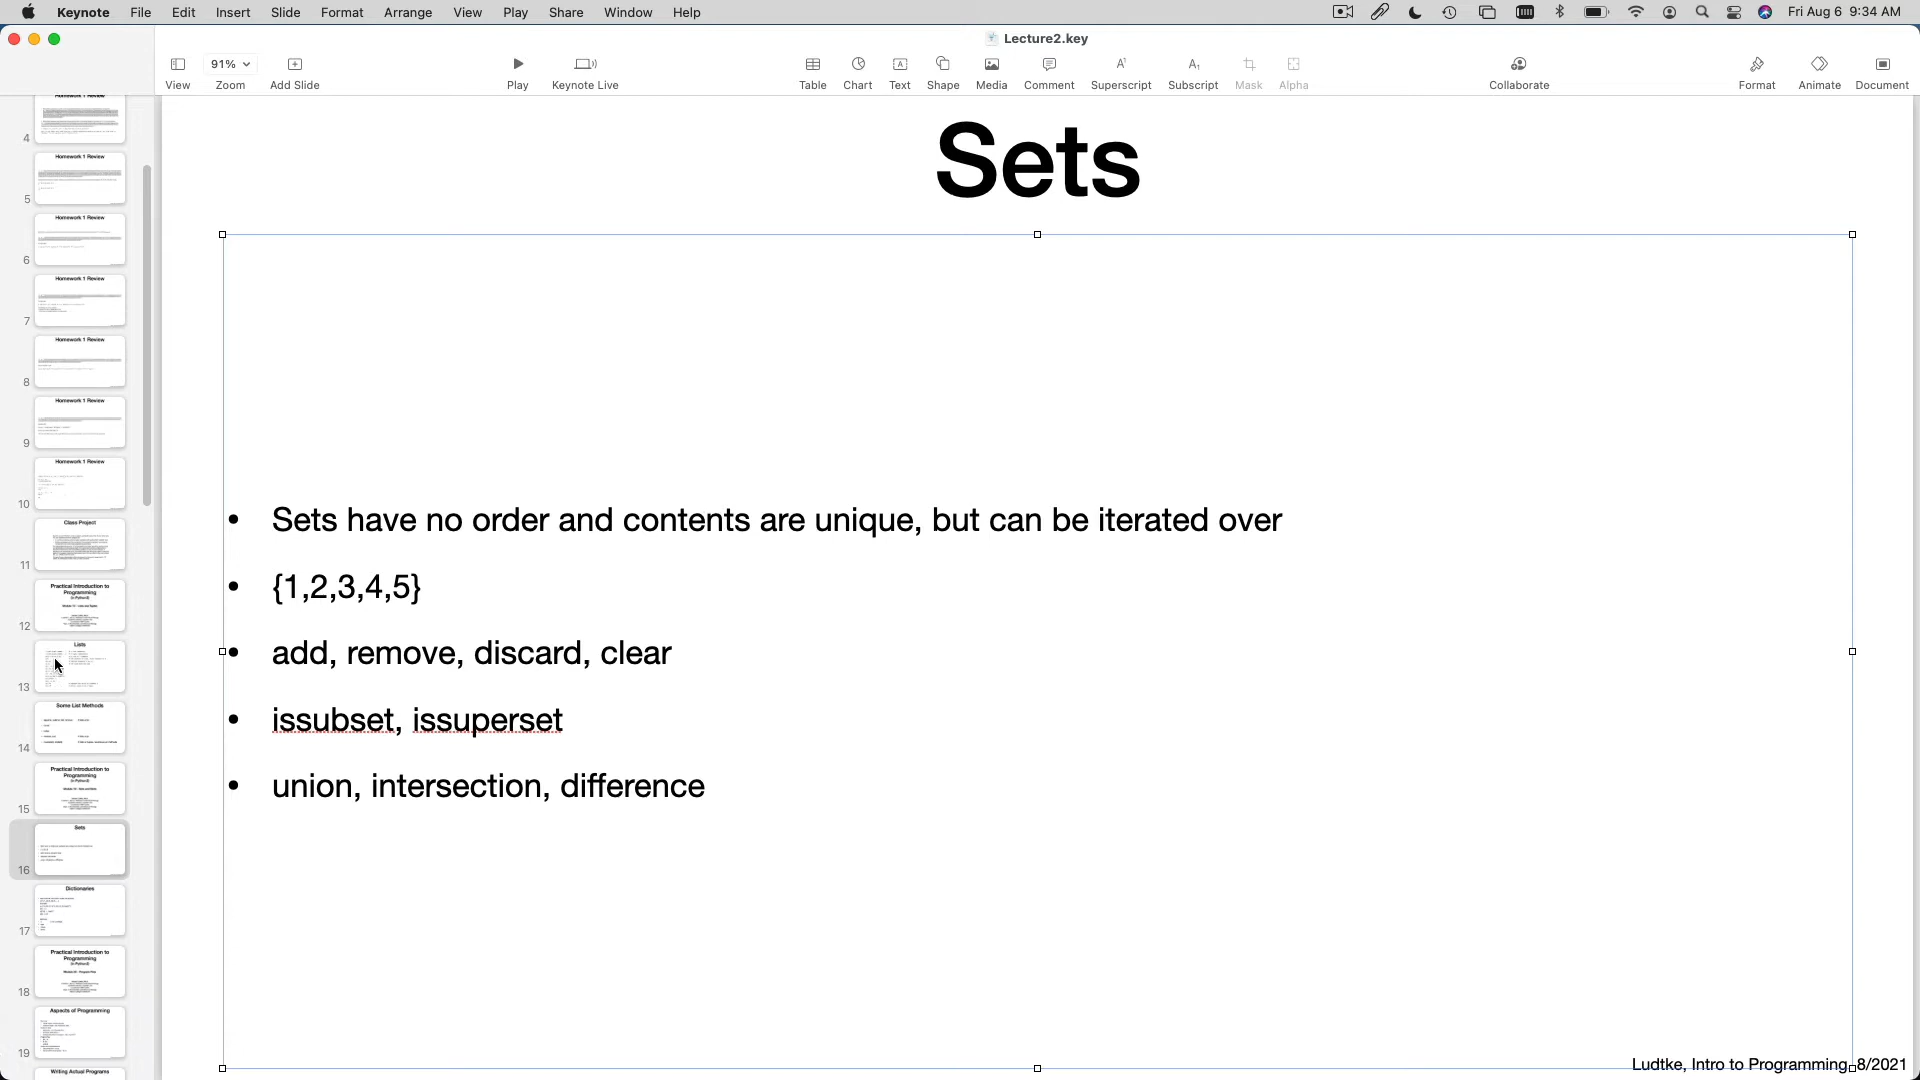 Keynote File Edit Insert Slide Format Arrange View Play Share Window Help Fri Aug 6 9:34 AM
Lecture2.key
91%
View Zoom Add Slide Play Keynote Live Table Chart Text Shape Media Comment Superscript Subscript Mask Alpha Collaborate Format Animate Document
Homework 1 Review
4
Homework 1 Review
5
Homework 1 Review
6
Homework 1 Review
7
Homework 1 Review
8
Homework 1 Review
9
Homework 1 Review
10
Class Project
11
Practical Introduction to
Programming
12
Lists
13
Some List Methods
14
Practical Introduction to
Programming
15
Sets
16
Dictionaries
17
Practical Introduction to
Programming
18
Aspects of Programming
19
Writing Actual Programs
Sets
• Sets have no order and contents are unique, but can be iterated over
• {1,2,3,4,5}
• add, remove, discard, clear
• issubset, issuperset
• union, intersection, difference
Ludtke, Intro to Programming, 8/2021